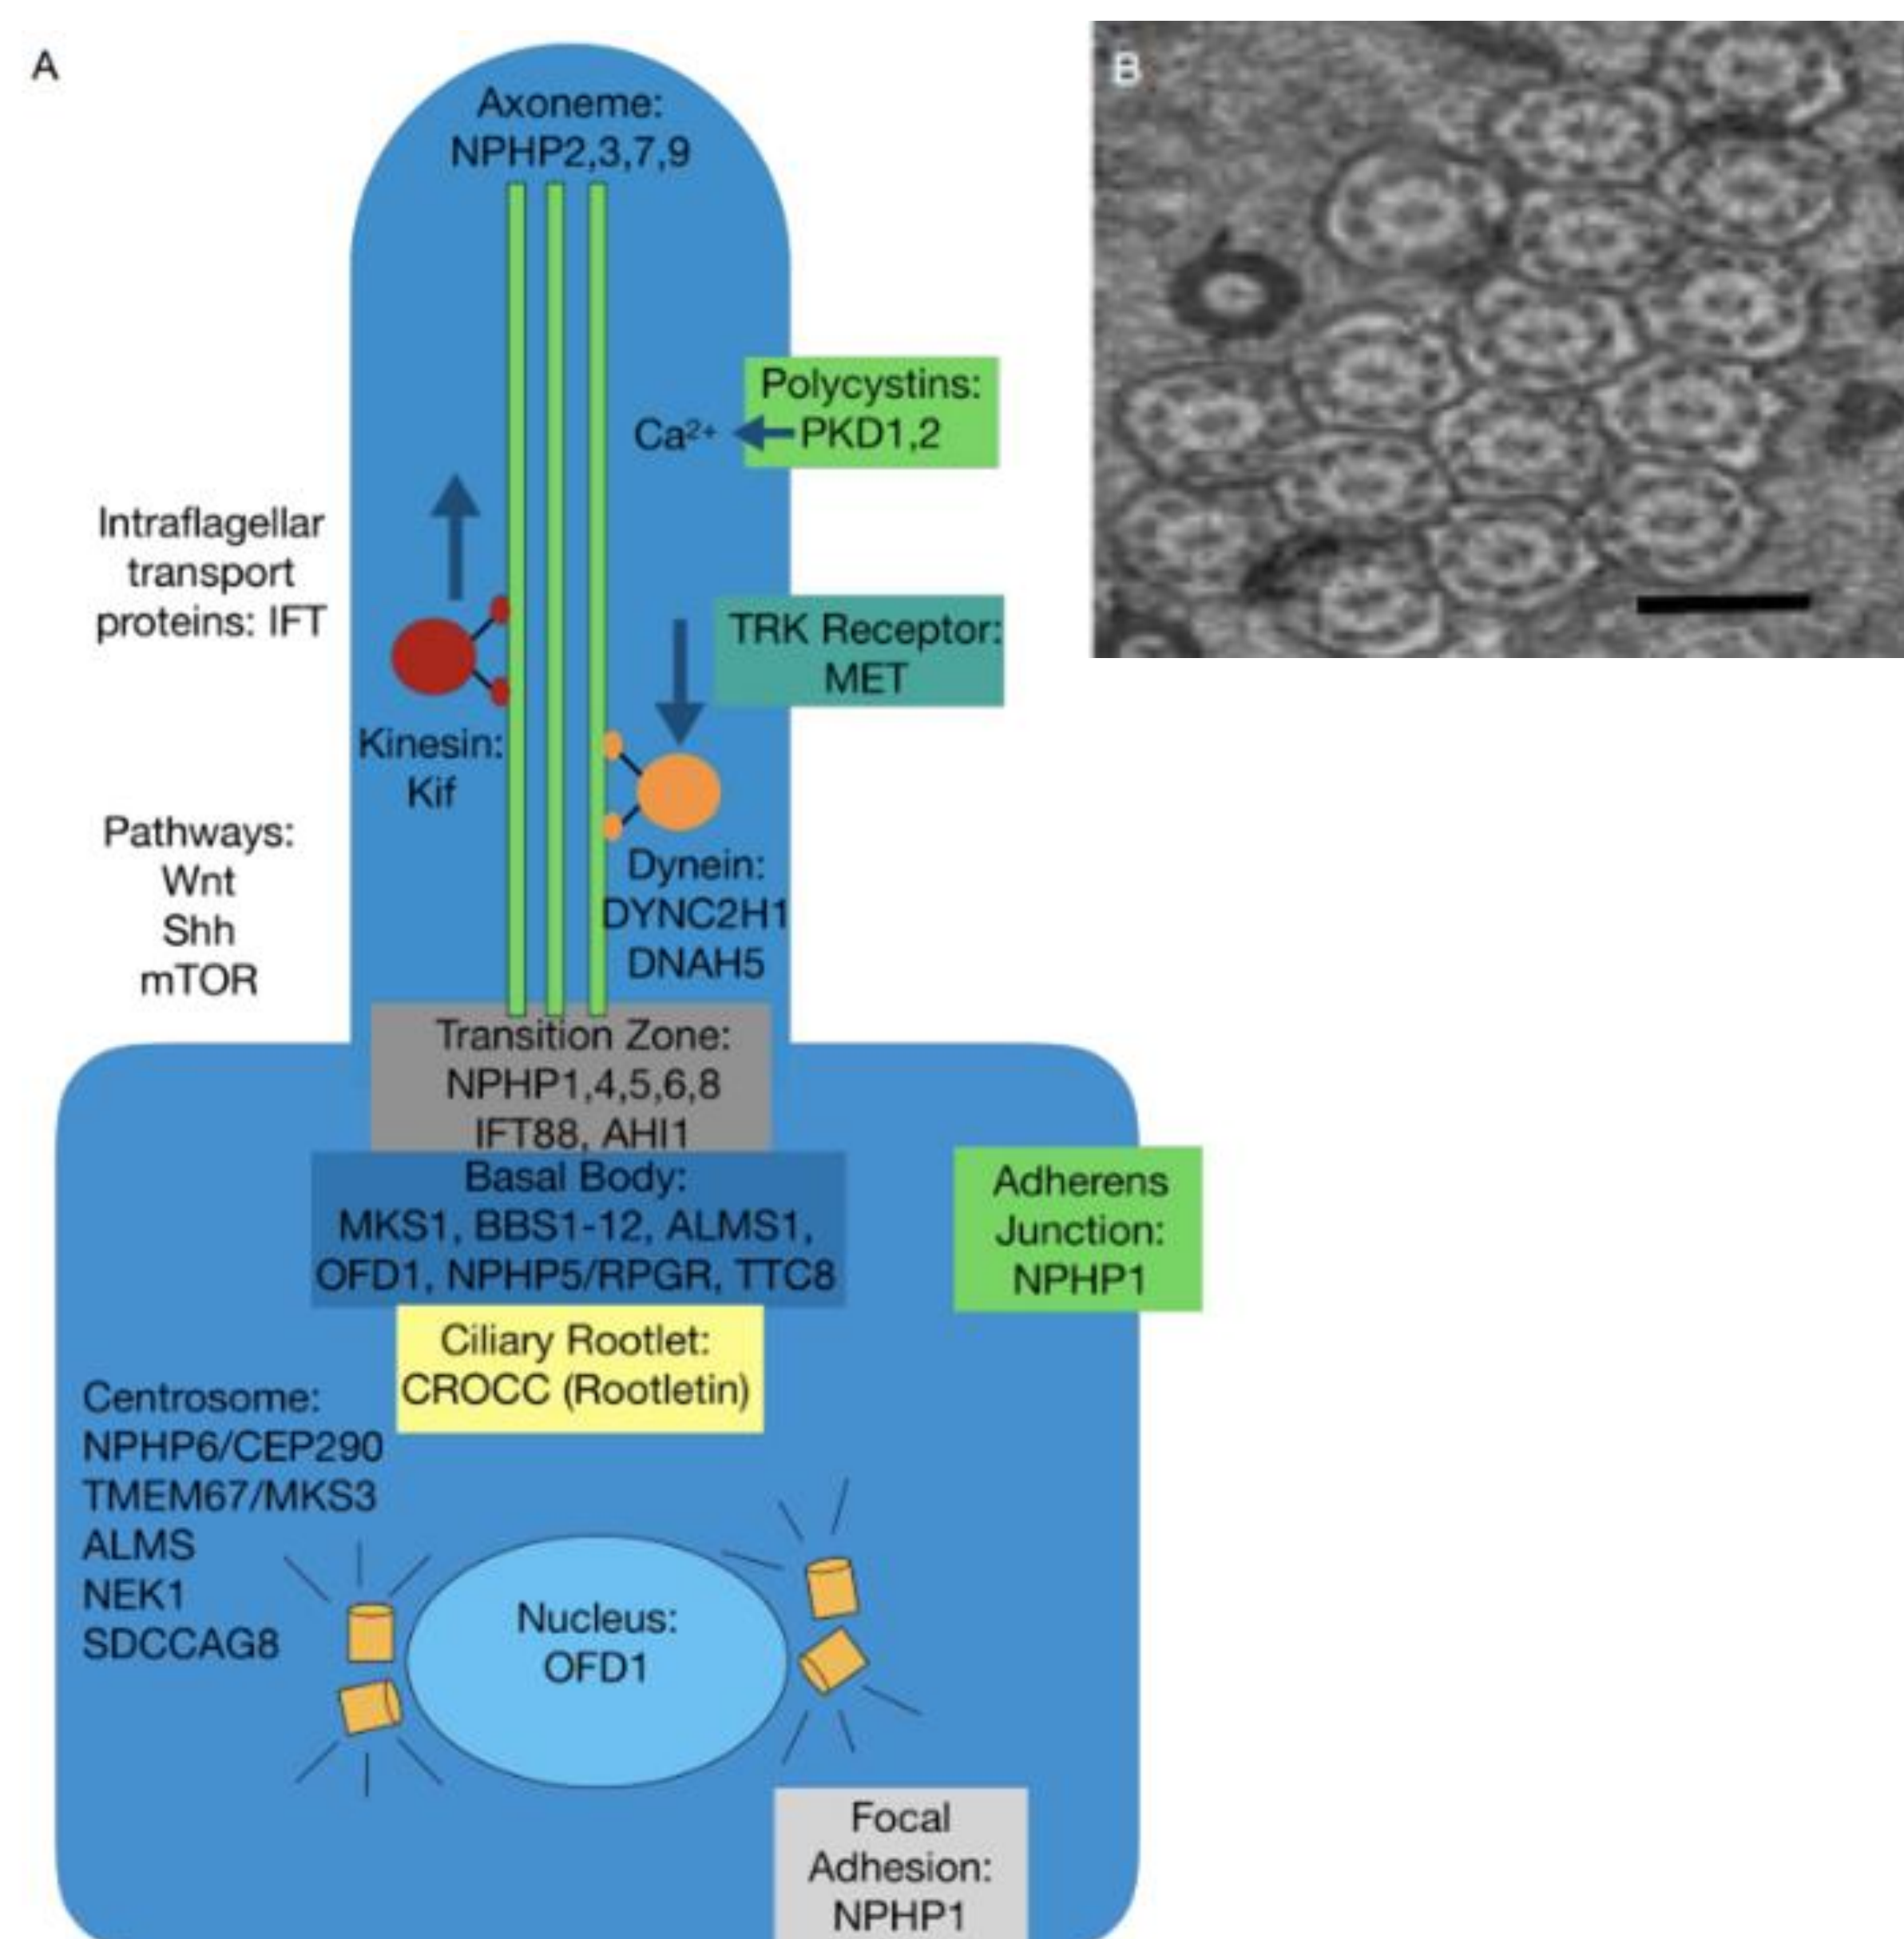 A
B
Axoneme:
NPHP2,3,7,9
Polycystins:
Ca²⁺
PKD1,2
Intraflagellar
transport
proteins: IFT
TRK Receptor:
MET
Kinesin:
Kif
Pathways:
Wnt
Shh
mTOR
Dynein:
DYNC2H1
DNAH5
Transition Zone:
NPHP1,4,5,6,8
IFT88, AHI1
Basal Body:
MKS1, BBS1-12, ALMS1,
OFD1, NPHP5/RPGR, TTC8
Adherens
Junction:
NPHP1
Ciliary Rootlet:
CROCC (Rootletin)
Centrosome:
NPHP6/CEP290
TMEM67/MKS3
ALMS
NEK1
SDCCAG8
Nucleus:
OFD1
Focal
Adhesion:
NPHP1